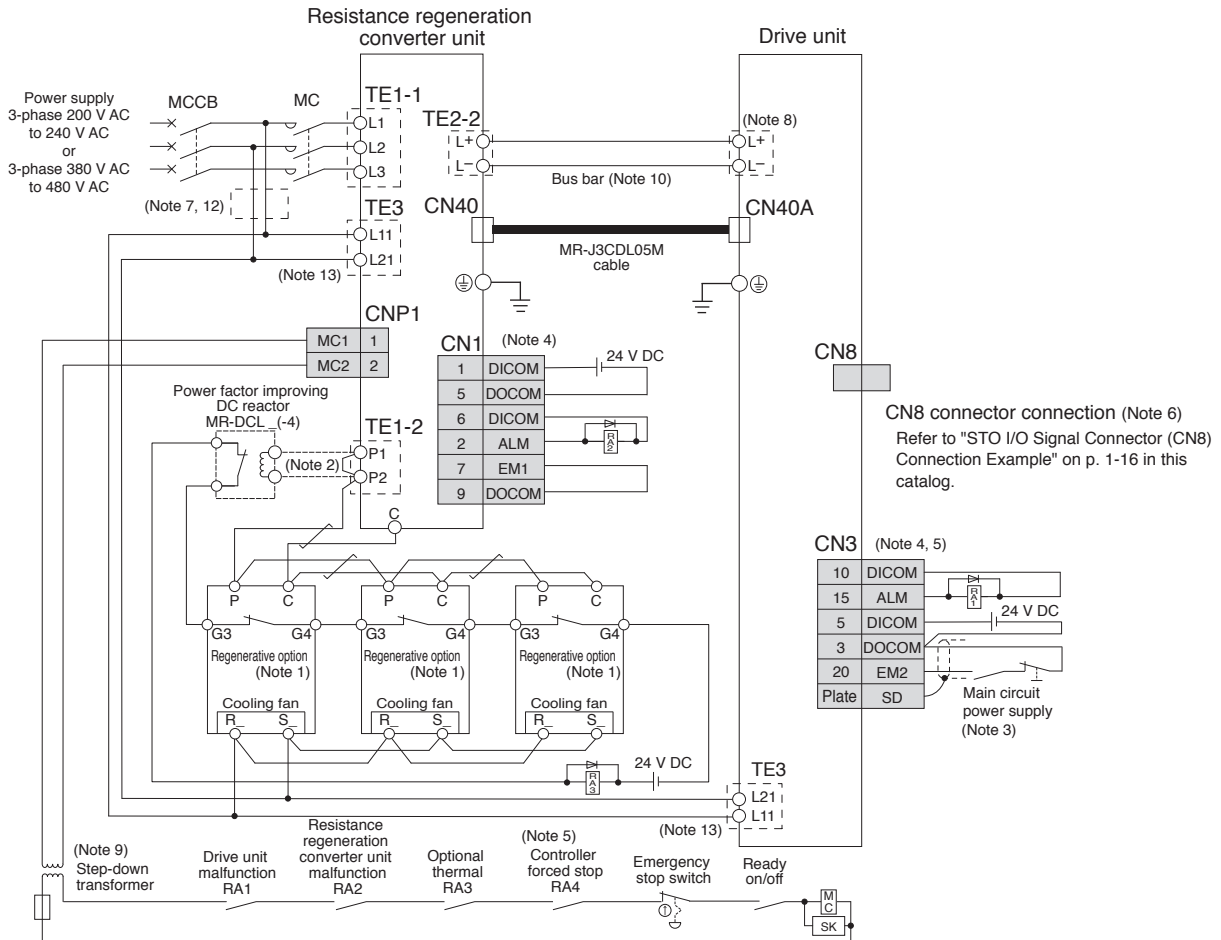 Resistance regeneration
converter unit
Drive unit
Power supply
3-phase 200 V AC
to 240 V AC
or
3-phase 380 V AC
to 480 V AC
MCCB
MC
TE1-1
L1
L2
L3
TE2-2
L+
L−
(Note 8)
L+
L−
Bus bar (Note 10)
(Note 7, 12)
TE3
L11
L21
(Note 13)
CN40
CN40A
MR-J3CDL05M
cable
CNP1
MC1 1
MC2 2
CN1 (Note 4)
24 V DC
1 DICOM
5 DOCOM
6 DICOM
2 ALM
7 EM1
9 DOCOM
RA2
CN8
CN8 connector connection (Note 6)
Refer to "STO I/O Signal Connector (CN8)
Connection Example" on p. 1-16 in this
catalog.
Power factor improving
DC reactor
MR-DCL_(-4)
(Note 2)
TE1-2
P1
P2
C
P C P C P C
G3 G4 G3 G4 G3 G4
Regenerative option
(Note 1)
Regenerative option
(Note 1)
Regenerative option
(Note 1)
Cooling fan
R_ S_
Cooling fan
R_ S_
Cooling fan
R_ S_
CN3 (Note 4, 5)
10 DICOM
15 ALM
5 DICOM
3 DOCOM
20 EM2
Plate SD
RA1
24 V DC
Main circuit
power supply
(Note 3)
RA3
24 V DC
TE3
L21
L11
(Note 13)
(Note 9)
Step-down
transformer
Drive unit
malfunction
RA1
Resistance
regeneration
converter unit
malfunction
RA2
Optional
thermal
RA3
(Note 5)
Controller
forced stop
RA4
Emergency
stop switch
Ready
on/off
MC
SK